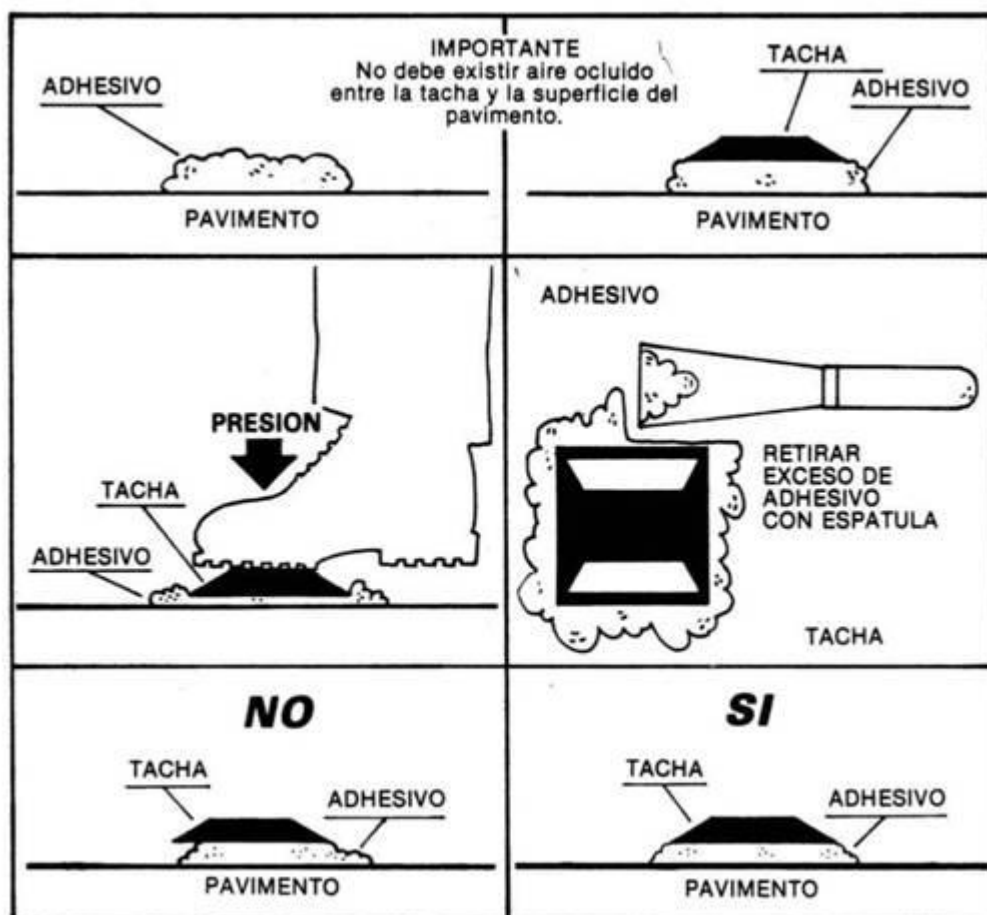 IMPORTANTE
No debe existir aire ocluido
entre la tacha y la superficie del
pavimento.
ADHESIVO
PAVIMENTO
TACHA
ADHESIVO
PAVIMENTO
PRESION
TACHA
ADHESIVO
ADHESIVO
RETIRAR
EXCESO DE
ADHESIVO
CON ESPATULA
TACHA
NO
TACHA
ADHESIVO
PAVIMENTO
SI
TACHA
ADHESIVO
PAVIMENTO